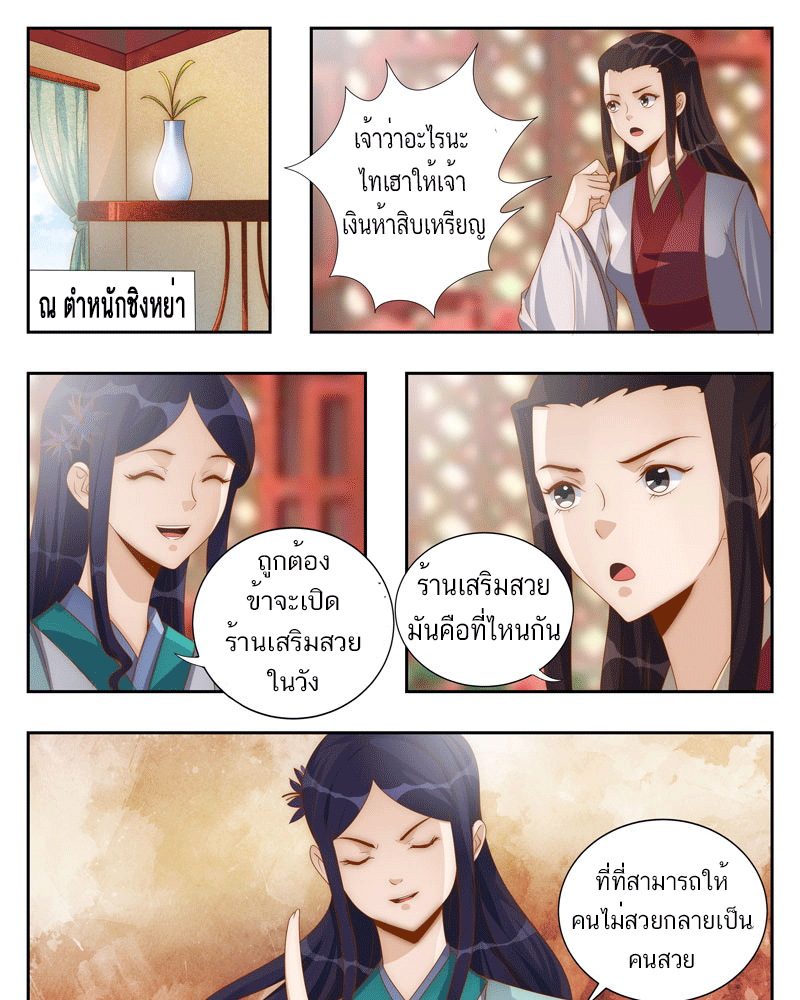 ณ ตำหนักชิงหย่า
เจ้าว่าอะไรนะ
ไทเฮาให้เจ้า
เงินห้าสิบเหรียญ
ถูกต้อง
ข้าจะเปิด
ร้านเสริมสวย
ในวัง
ร้านเสริมสวย
มันคือที่ไหนกัน
ที่ที่สามารถให้
คนไม่สวยกลายเป็น
คนสวย